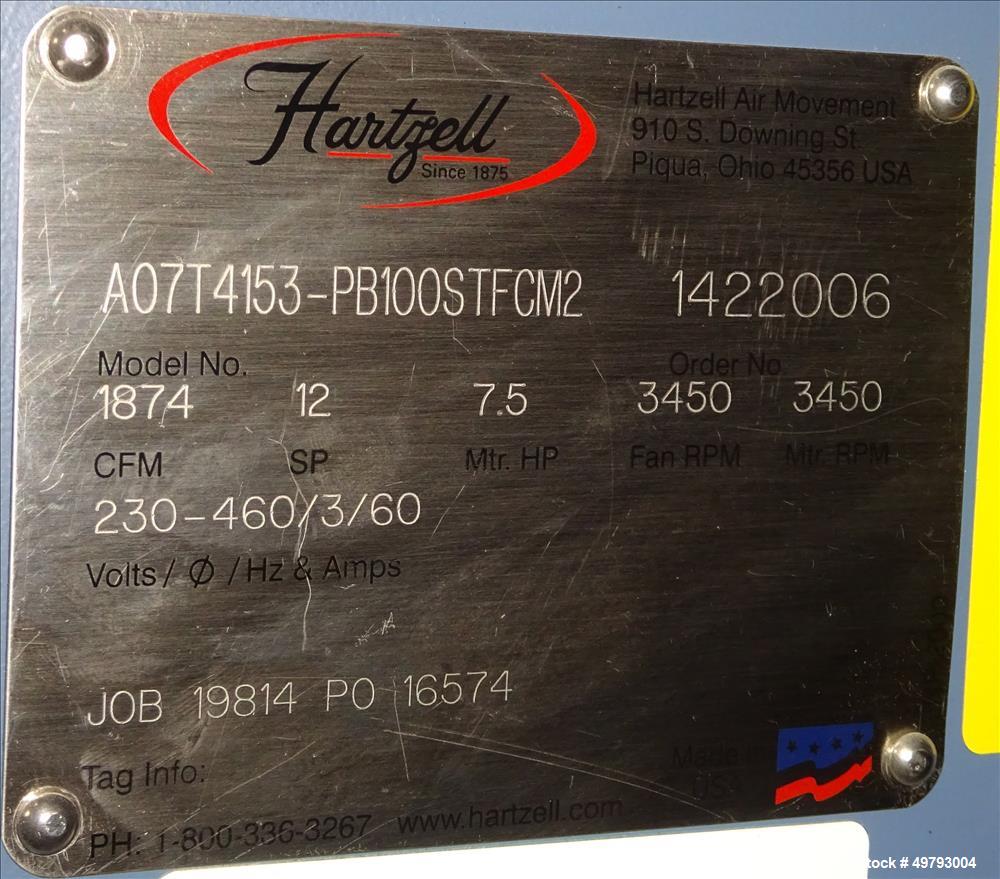 Hartzell
Since 1875
Hartzell Air Movement
910 S. Downing St.
Piqua, Ohio 45356 USA
A07T4153-PB100STFCM2 1422006
Model No. Order No.
1874 12 7.5 3450 3450
CFM SP Mtr. HP Fan RPM Mtr. RPM
230-460/3/60
Volts / Ø / Hz & Amps
JOB 19814 PO 16574
Tag Info:
Made in
USA
PH: 1-800-336-3267 www.hartzell.com
tock # 49793004